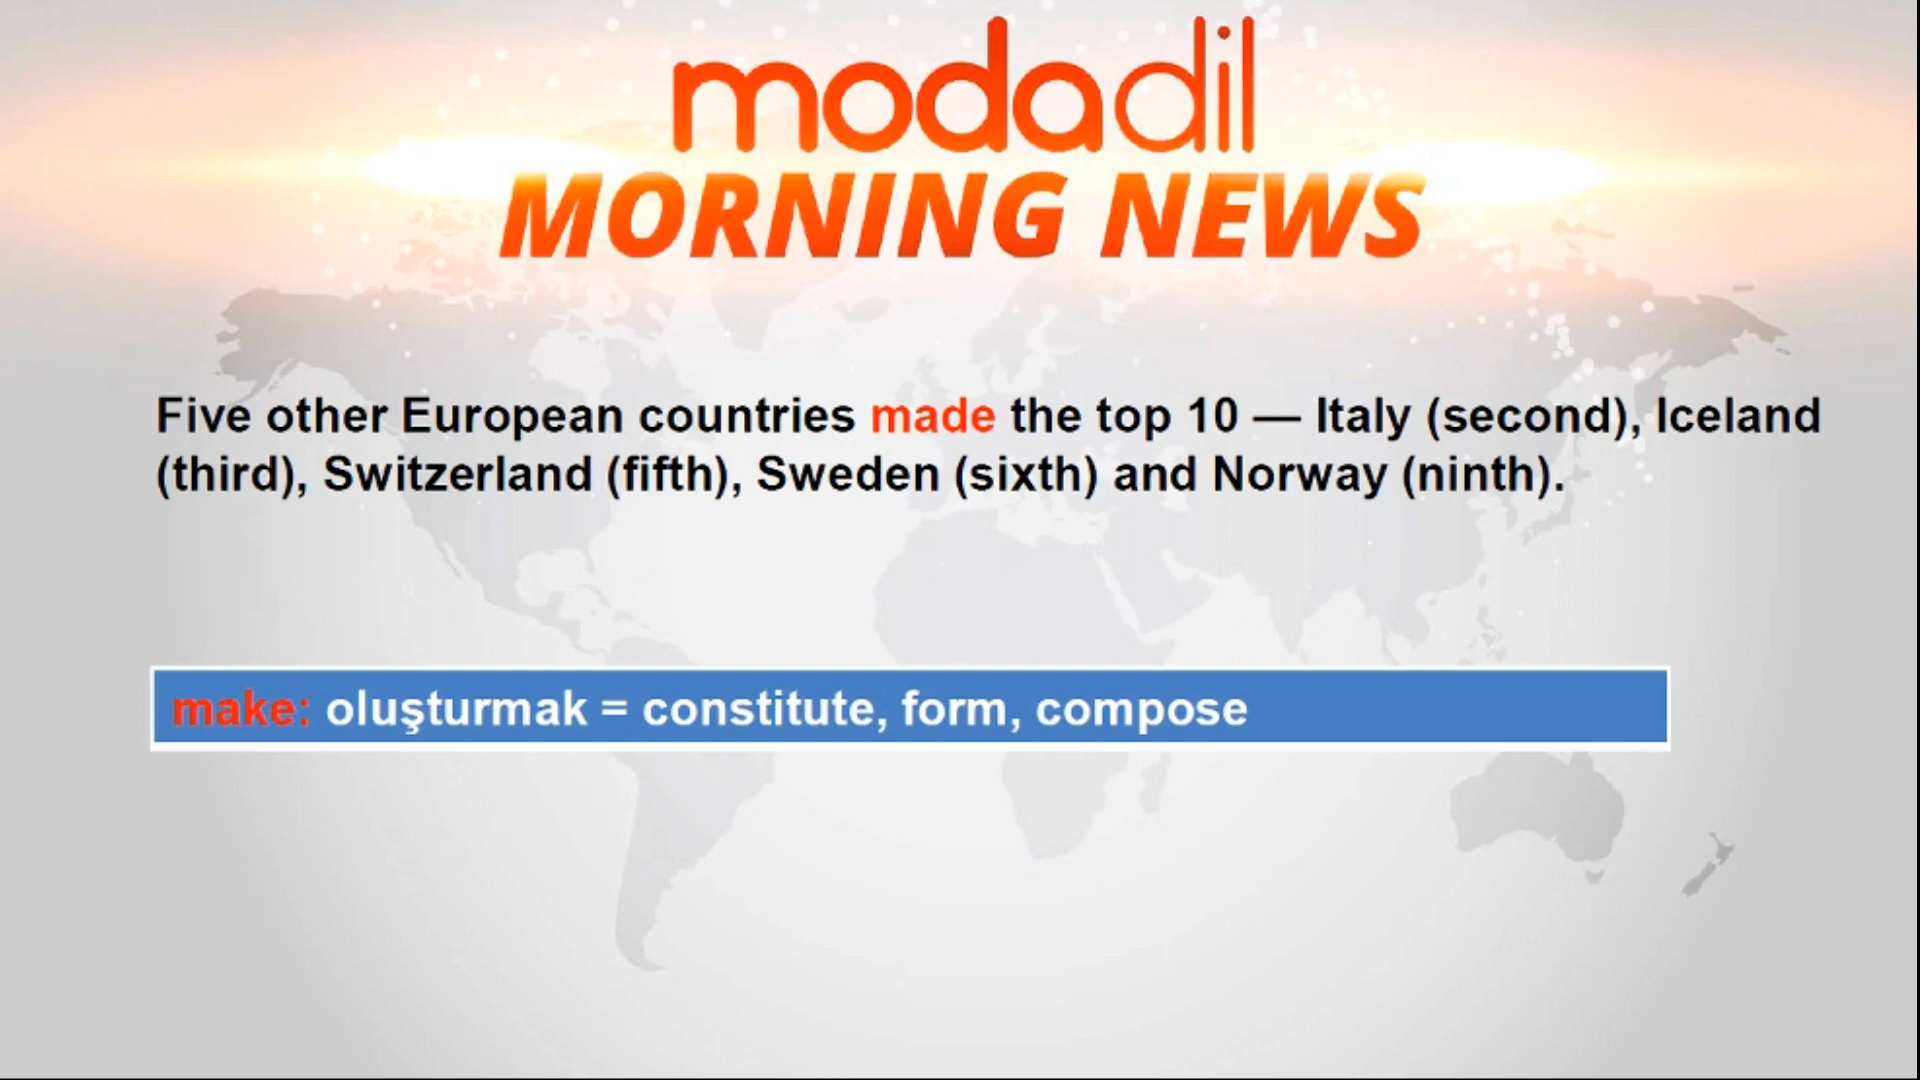 modadil
MORNING NEWS
Five other European countries made the top 10 — Italy (second), Iceland
(third), Switzerland (fifth), Sweden (sixth) and Norway (ninth).
make: oluşturmak = constitute, form, compose